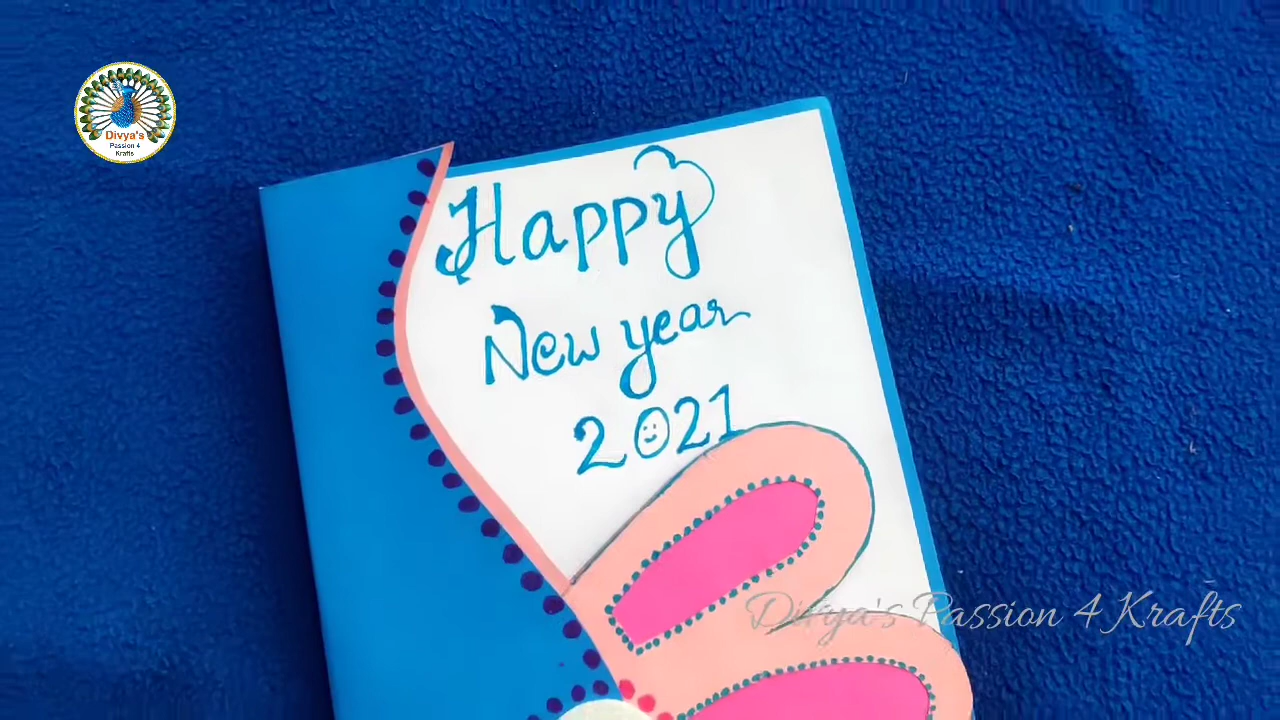 Divya's
Passion 4
Krafts
Happy
New year
2021
Divya's Passion 4 Krafts